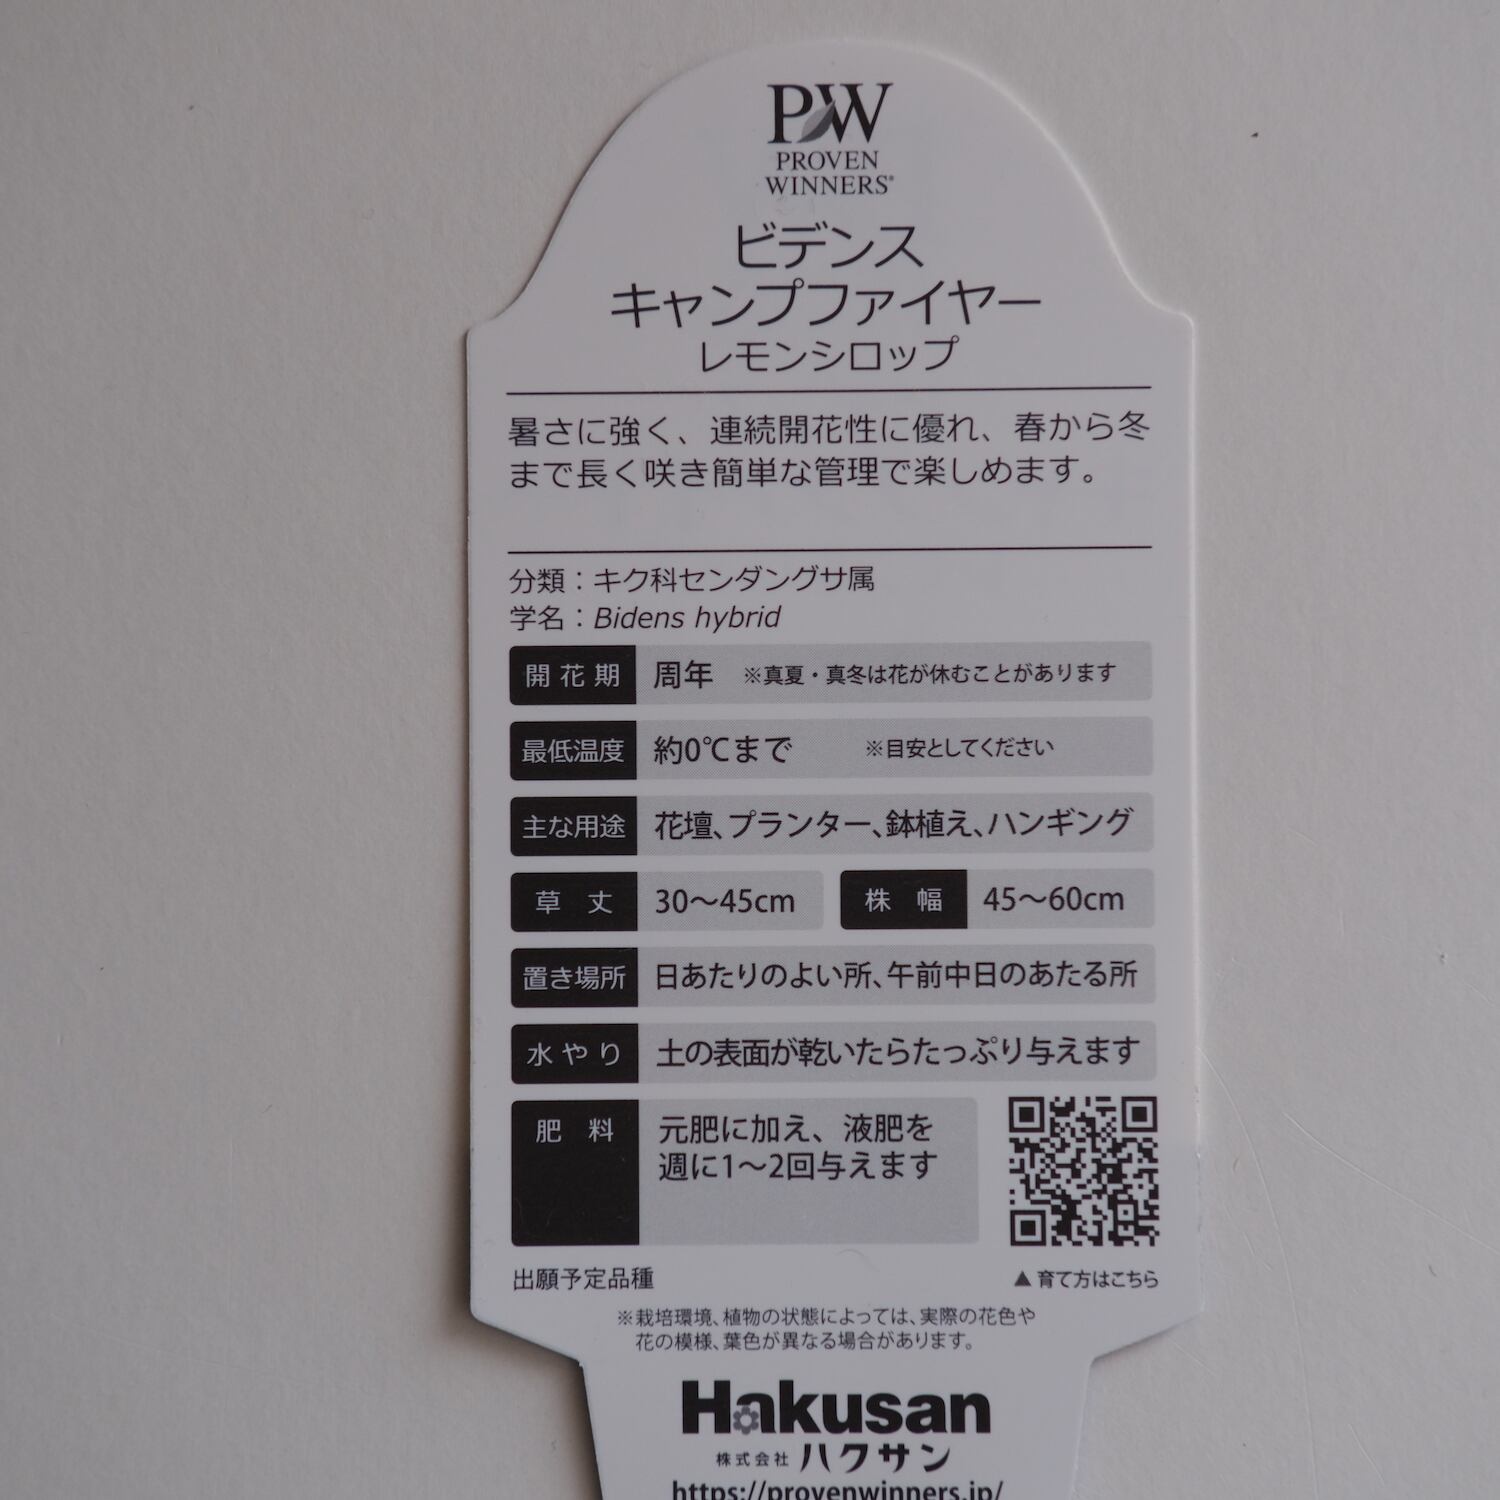 PW
PROVEN
WINNERS®
ビデンス
キャンプファイヤー
レモンシロップ
暑さに強く、連続開花性に優れ、春から冬
まで長く咲き簡単な管理で楽しめます。
分類：キク科センダングサ属
学名：Bidens hybrid
開花期 周年 ※真夏・真冬は花が休むことがあります
最低温度 約0℃まで ※目安としてください
主な用途 花壇、プランター、鉢植え、ハンギング
草丈 30〜45cm 株幅 45〜60cm
置き場所 日あたりのよい所、午前中日のあたる所
水やり 土の表面が乾いたらたっぷり与えます
肥料 元肥に加え、液肥を
週に1〜2回与えます
出願予定品種 ▲育て方はこちら
※栽培環境、植物の状態によっては、実際の花色や
花の模様、葉色が異なる場合があります。
Hakusan
株式会社ハクサン
https://provenwinners.jp/